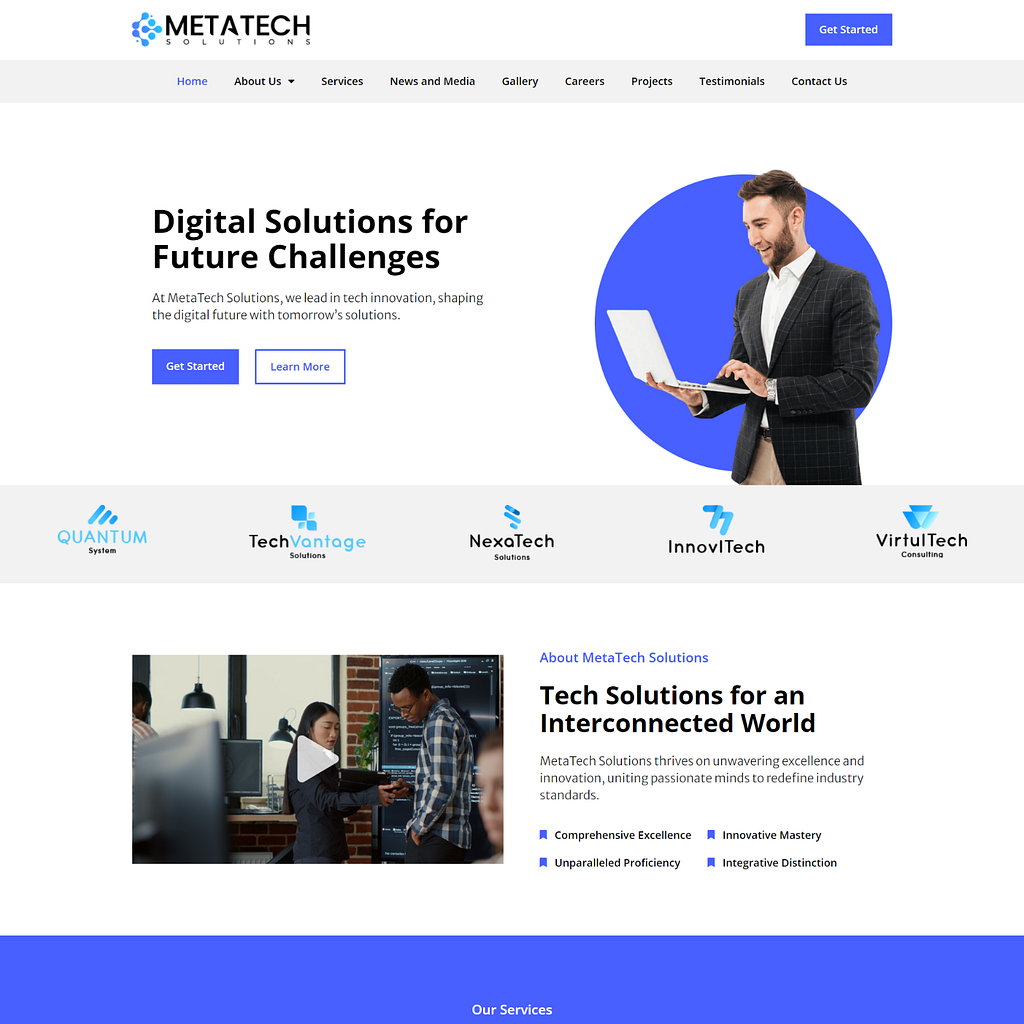 METATECH
SOLUTIONS
Get Started
Home
About Us
Services
News and Media
Gallery
Careers
Projects
Testimonials
Contact Us
Digital Solutions for
Future Challenges
At MetaTech Solutions, we lead in tech innovation, shaping
the digital future with tomorrow’s solutions.
Get Started
Learn More
QUANTUM
System
TechVantage
Solutions
NexaTech
Solutions
InnovITech
VirtulTech
Consulting
About MetaTech Solutions
Tech Solutions for an
Interconnected World
MetaTech Solutions thrives on unwavering excellence and
innovation, uniting passionate minds to redefine industry
standards.
Comprehensive Excellence
Innovative Mastery
Unparalleled Proficiency
Integrative Distinction
Our Services